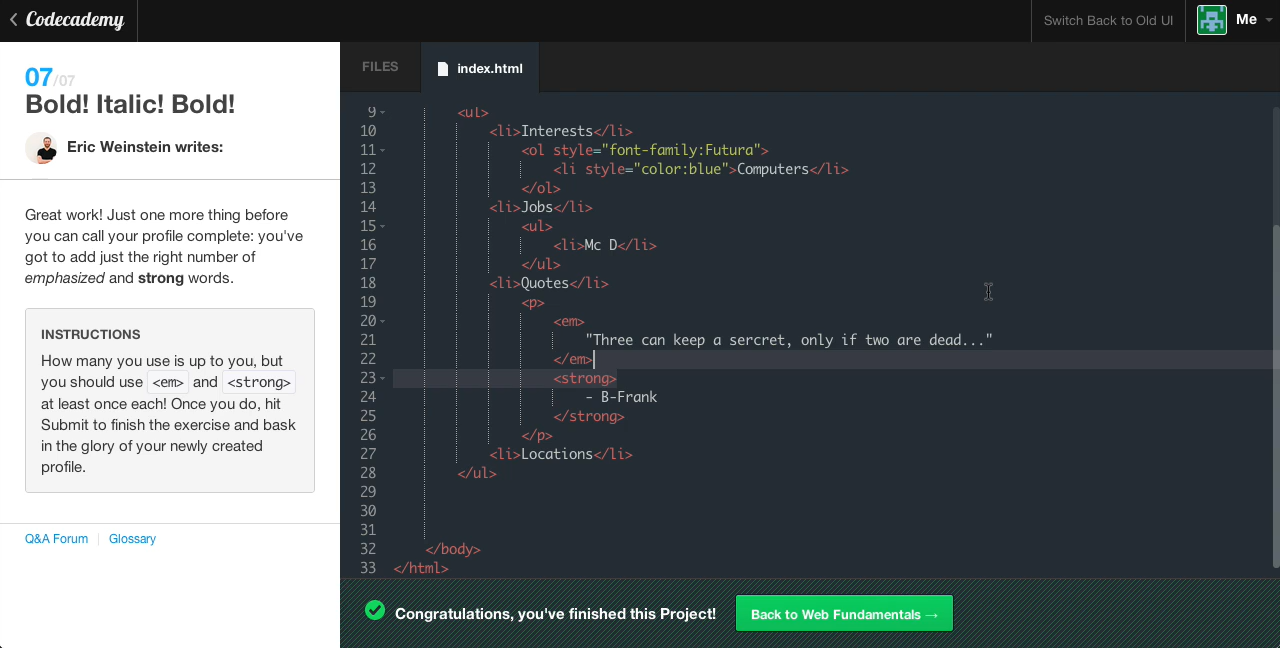 Codecademy
Switch Back to Old UI
Me
07/07
Bold! Italic! Bold!
Eric Weinstein writes:
Great work! Just one more thing before
you can call your profile complete: you've
got to add just the right number of
emphasized and strong words.
INSTRUCTIONS
How many you use is up to you, but
you should use <em> and <strong>
at least once each! Once you do, hit
Submit to finish the exercise and bask
in the glory of your newly created
profile.
Q&A Forum | Glossary
FILES
index.html
9 <ul>
10 <li>Interests</li>
11 <ol style="font-family:Futura">
12 <li style="color:blue">Computers</li>
13 </ol>
14 <li>Jobs</li>
15 <ul>
16 <li>Mc D</li>
17 </ul>
18 <li>Quotes</li>
19 <p>
20 <em>
21 "Three can keep a sercret, only if two are dead..."
22 </em>
23 <strong>
24 - B-Frank
25 </strong>
26 </p>
27 <li>Locations</li>
28 </ul>
29
30
31
32 </body>
33 </html>
Congratulations, you've finished this Project!
Back to Web Fundamentals →